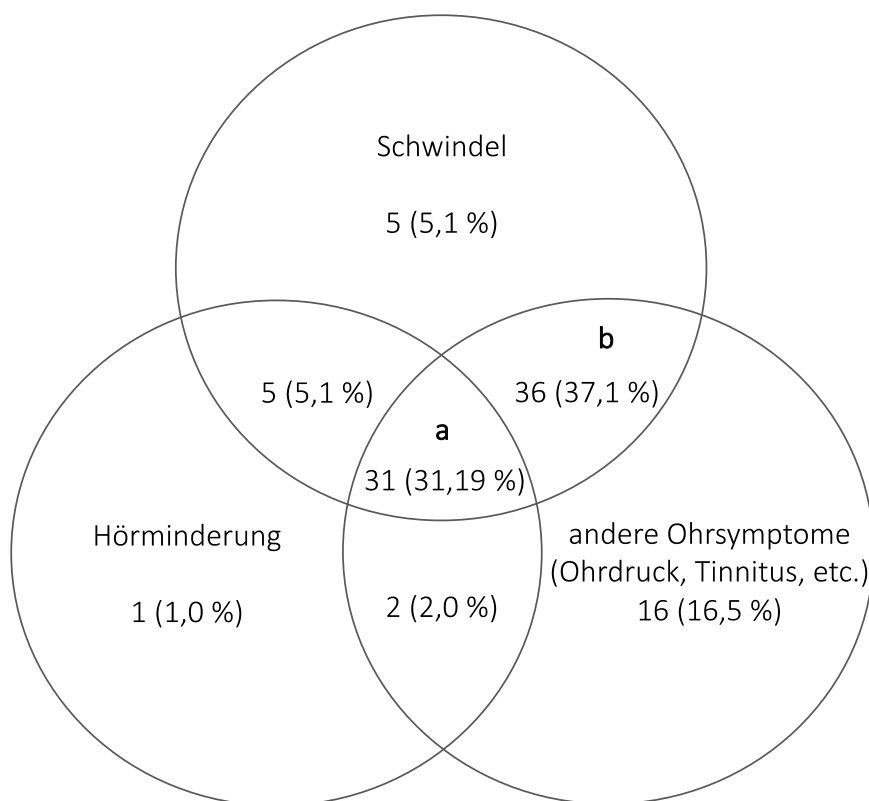 Schwindel
5 (5,1 %)
b
5 (5,1 %)
36 (37,1 %)
a
31 (31,19 %)
Hörminderung
1 (1,0 %)
2 (2,0 %)
andere Ohrsymptome
(Ohrdruck, Tinnitus, etc.)
16 (16,5 %)